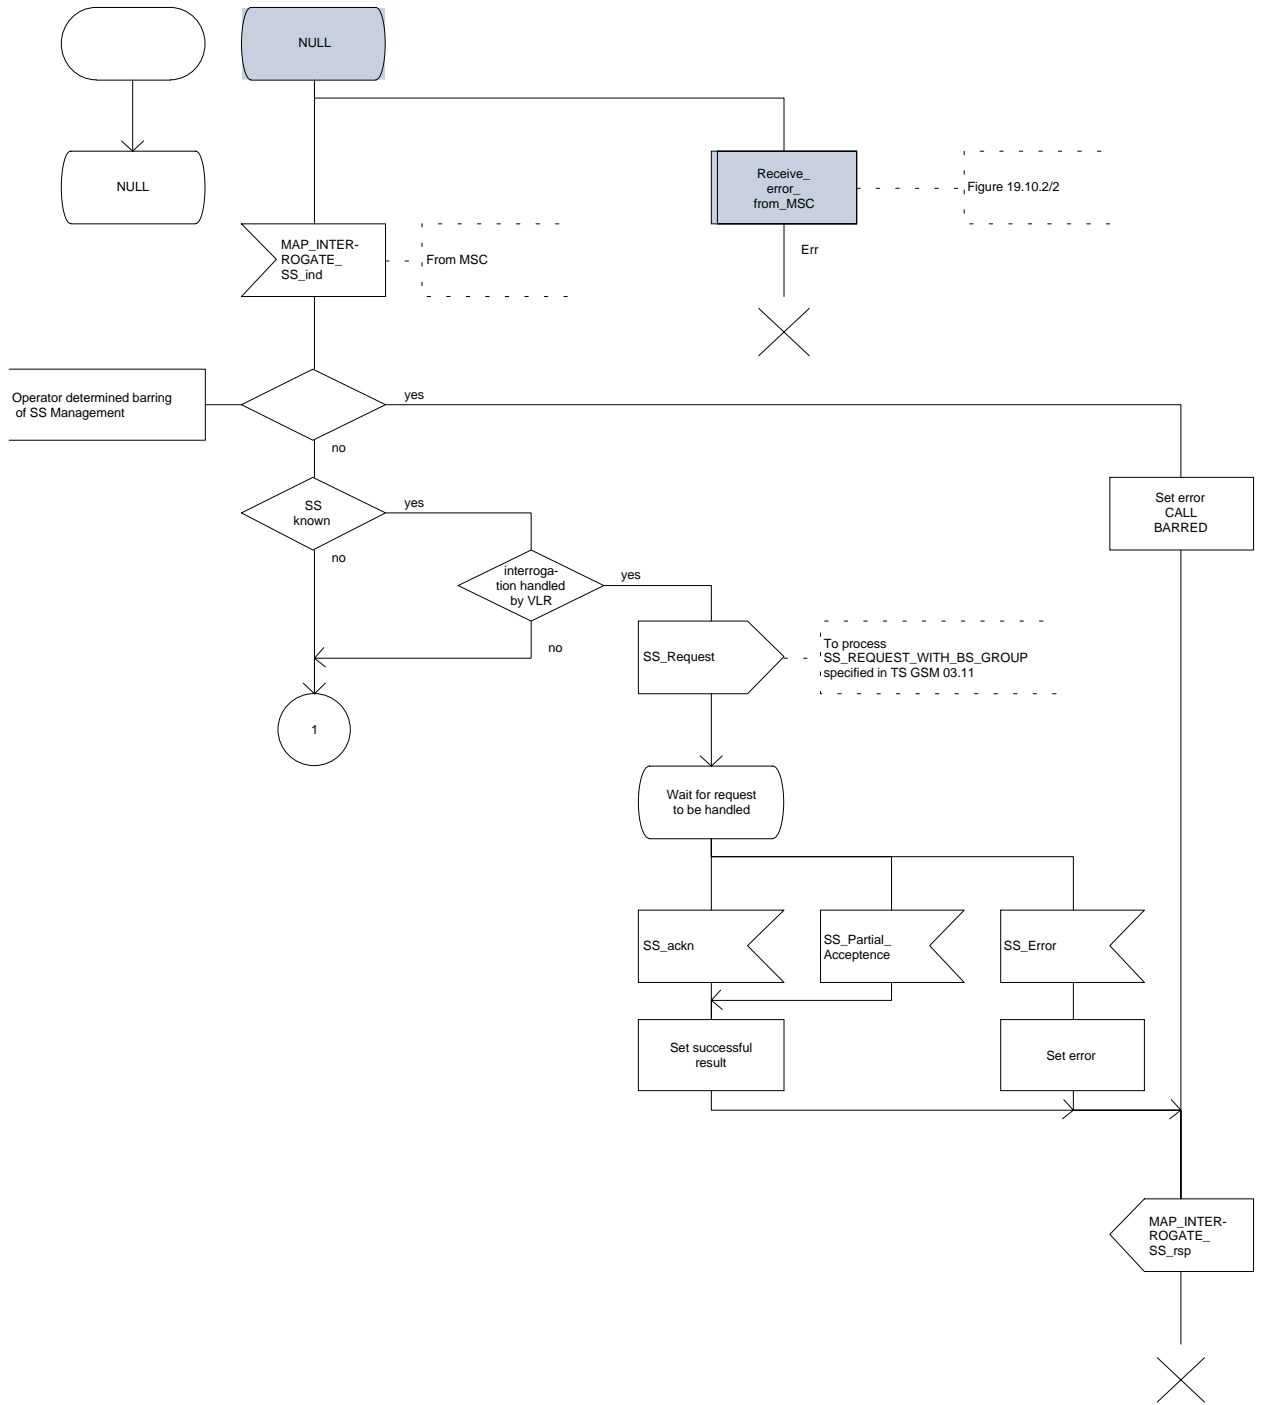 NULL
NULL
Receive_
error_
from_MSC
Figure 19.10.2/2
MAP_INTER-
ROGATE_
SS_ind
From MSC
Err
Operator determined barring
of SS Management
yes
no
SS
known
yes
no
Set error
CALL
BARRED
interroga-
tion handled
by VLR
yes
no
SS_Request
To process
SS_REQUEST_WITH_BS_GROUP
specified in TS GSM 03.11
1
Wait for request
to be handled
SS_ackn
SS_Partial_
Acceptence
SS_Error
Set successful
result
Set error
MAP_INTER-
ROGATE_
SS_rsp